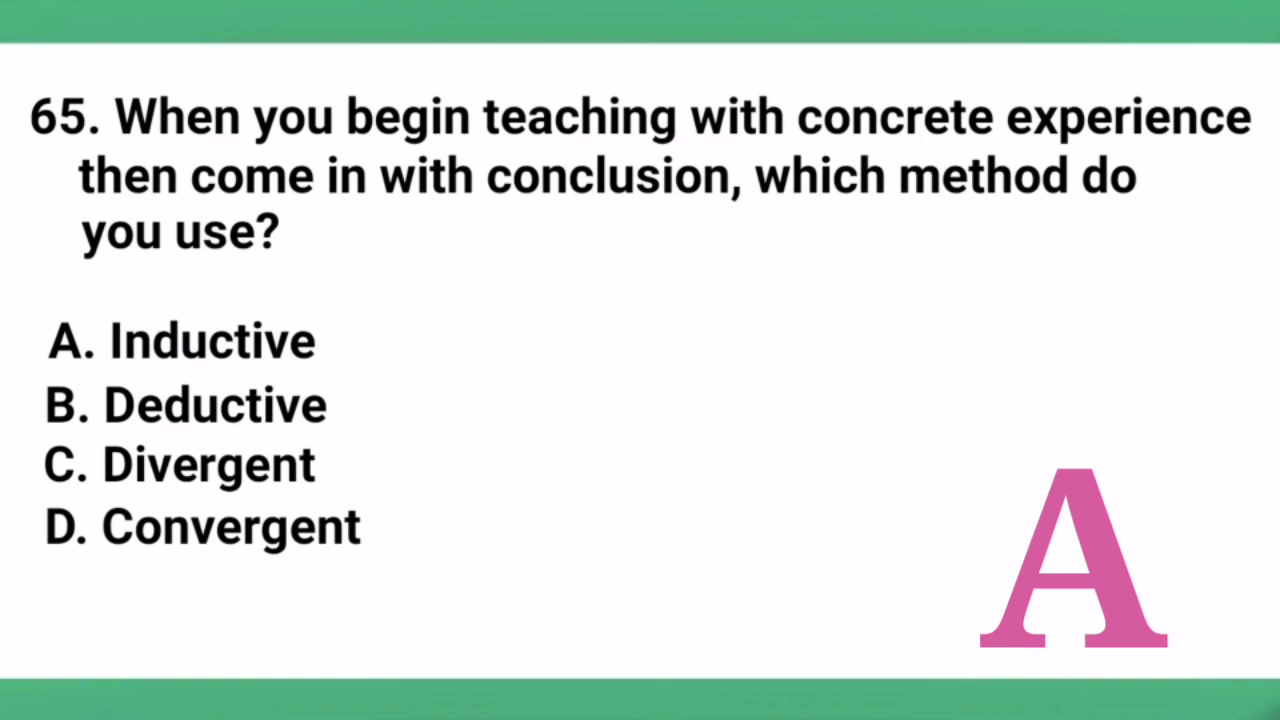 65. When you begin teaching with concrete experience
then come in with conclusion, which method do
you use?
A. Inductive
B. Deductive
C. Divergent
D. Convergent
A